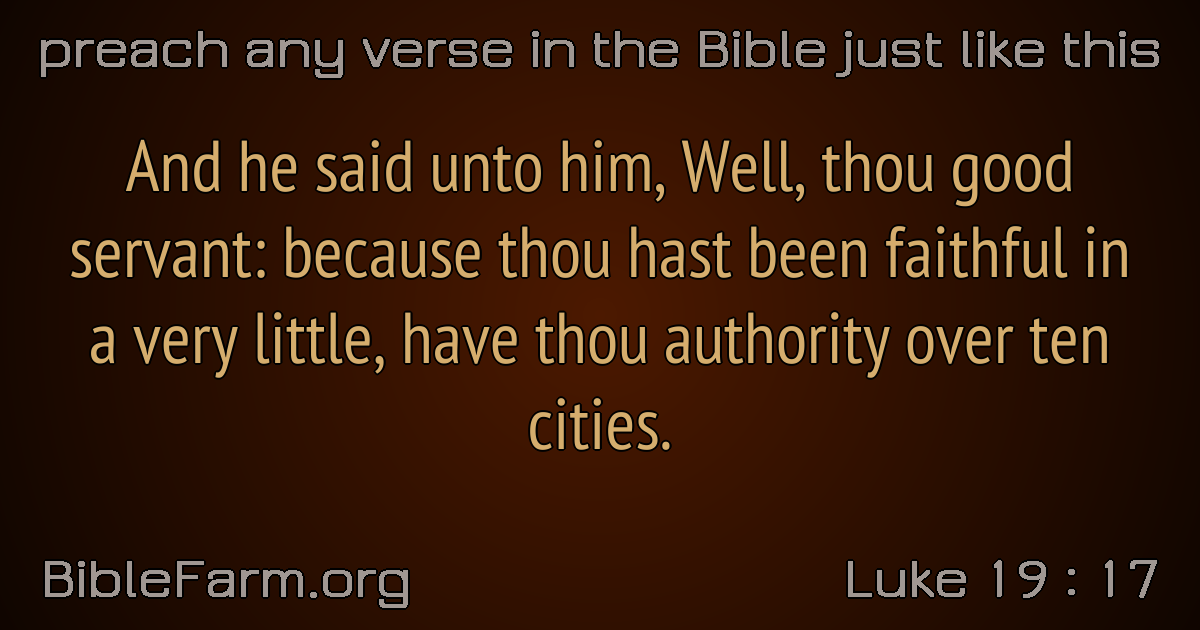 preach any verse in the Bible just like this
And he said unto him, Well, thou good
servant: because thou hast been faithful in
a very little, have thou authority over ten
cities.
BibleFarm.org
Luke 19 : 17